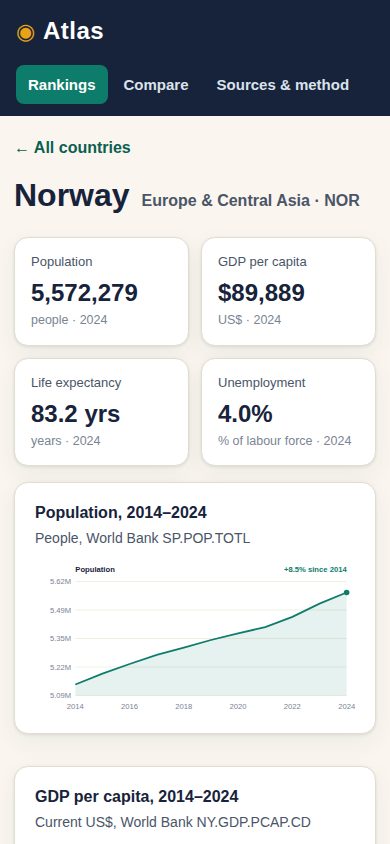 Atlas
Rankings Compare Sources & method
← All countries
Norway Europe & Central Asia · NOR
Population
5,572,279
people · 2024
GDP per capita
$89,889
US$ · 2024
Life expectancy
83.2 yrs
years · 2024
Unemployment
4.0%
% of labour force · 2024
Population, 2014–2024
People, World Bank SP.POP.TOTL
Population +8.5% since 2014
5.62M
5.49M
5.35M
5.22M
5.09M
2014 2016 2018 2020 2022 2024
GDP per capita, 2014–2024
Current US$, World Bank NY.GDP.PCAP.CD